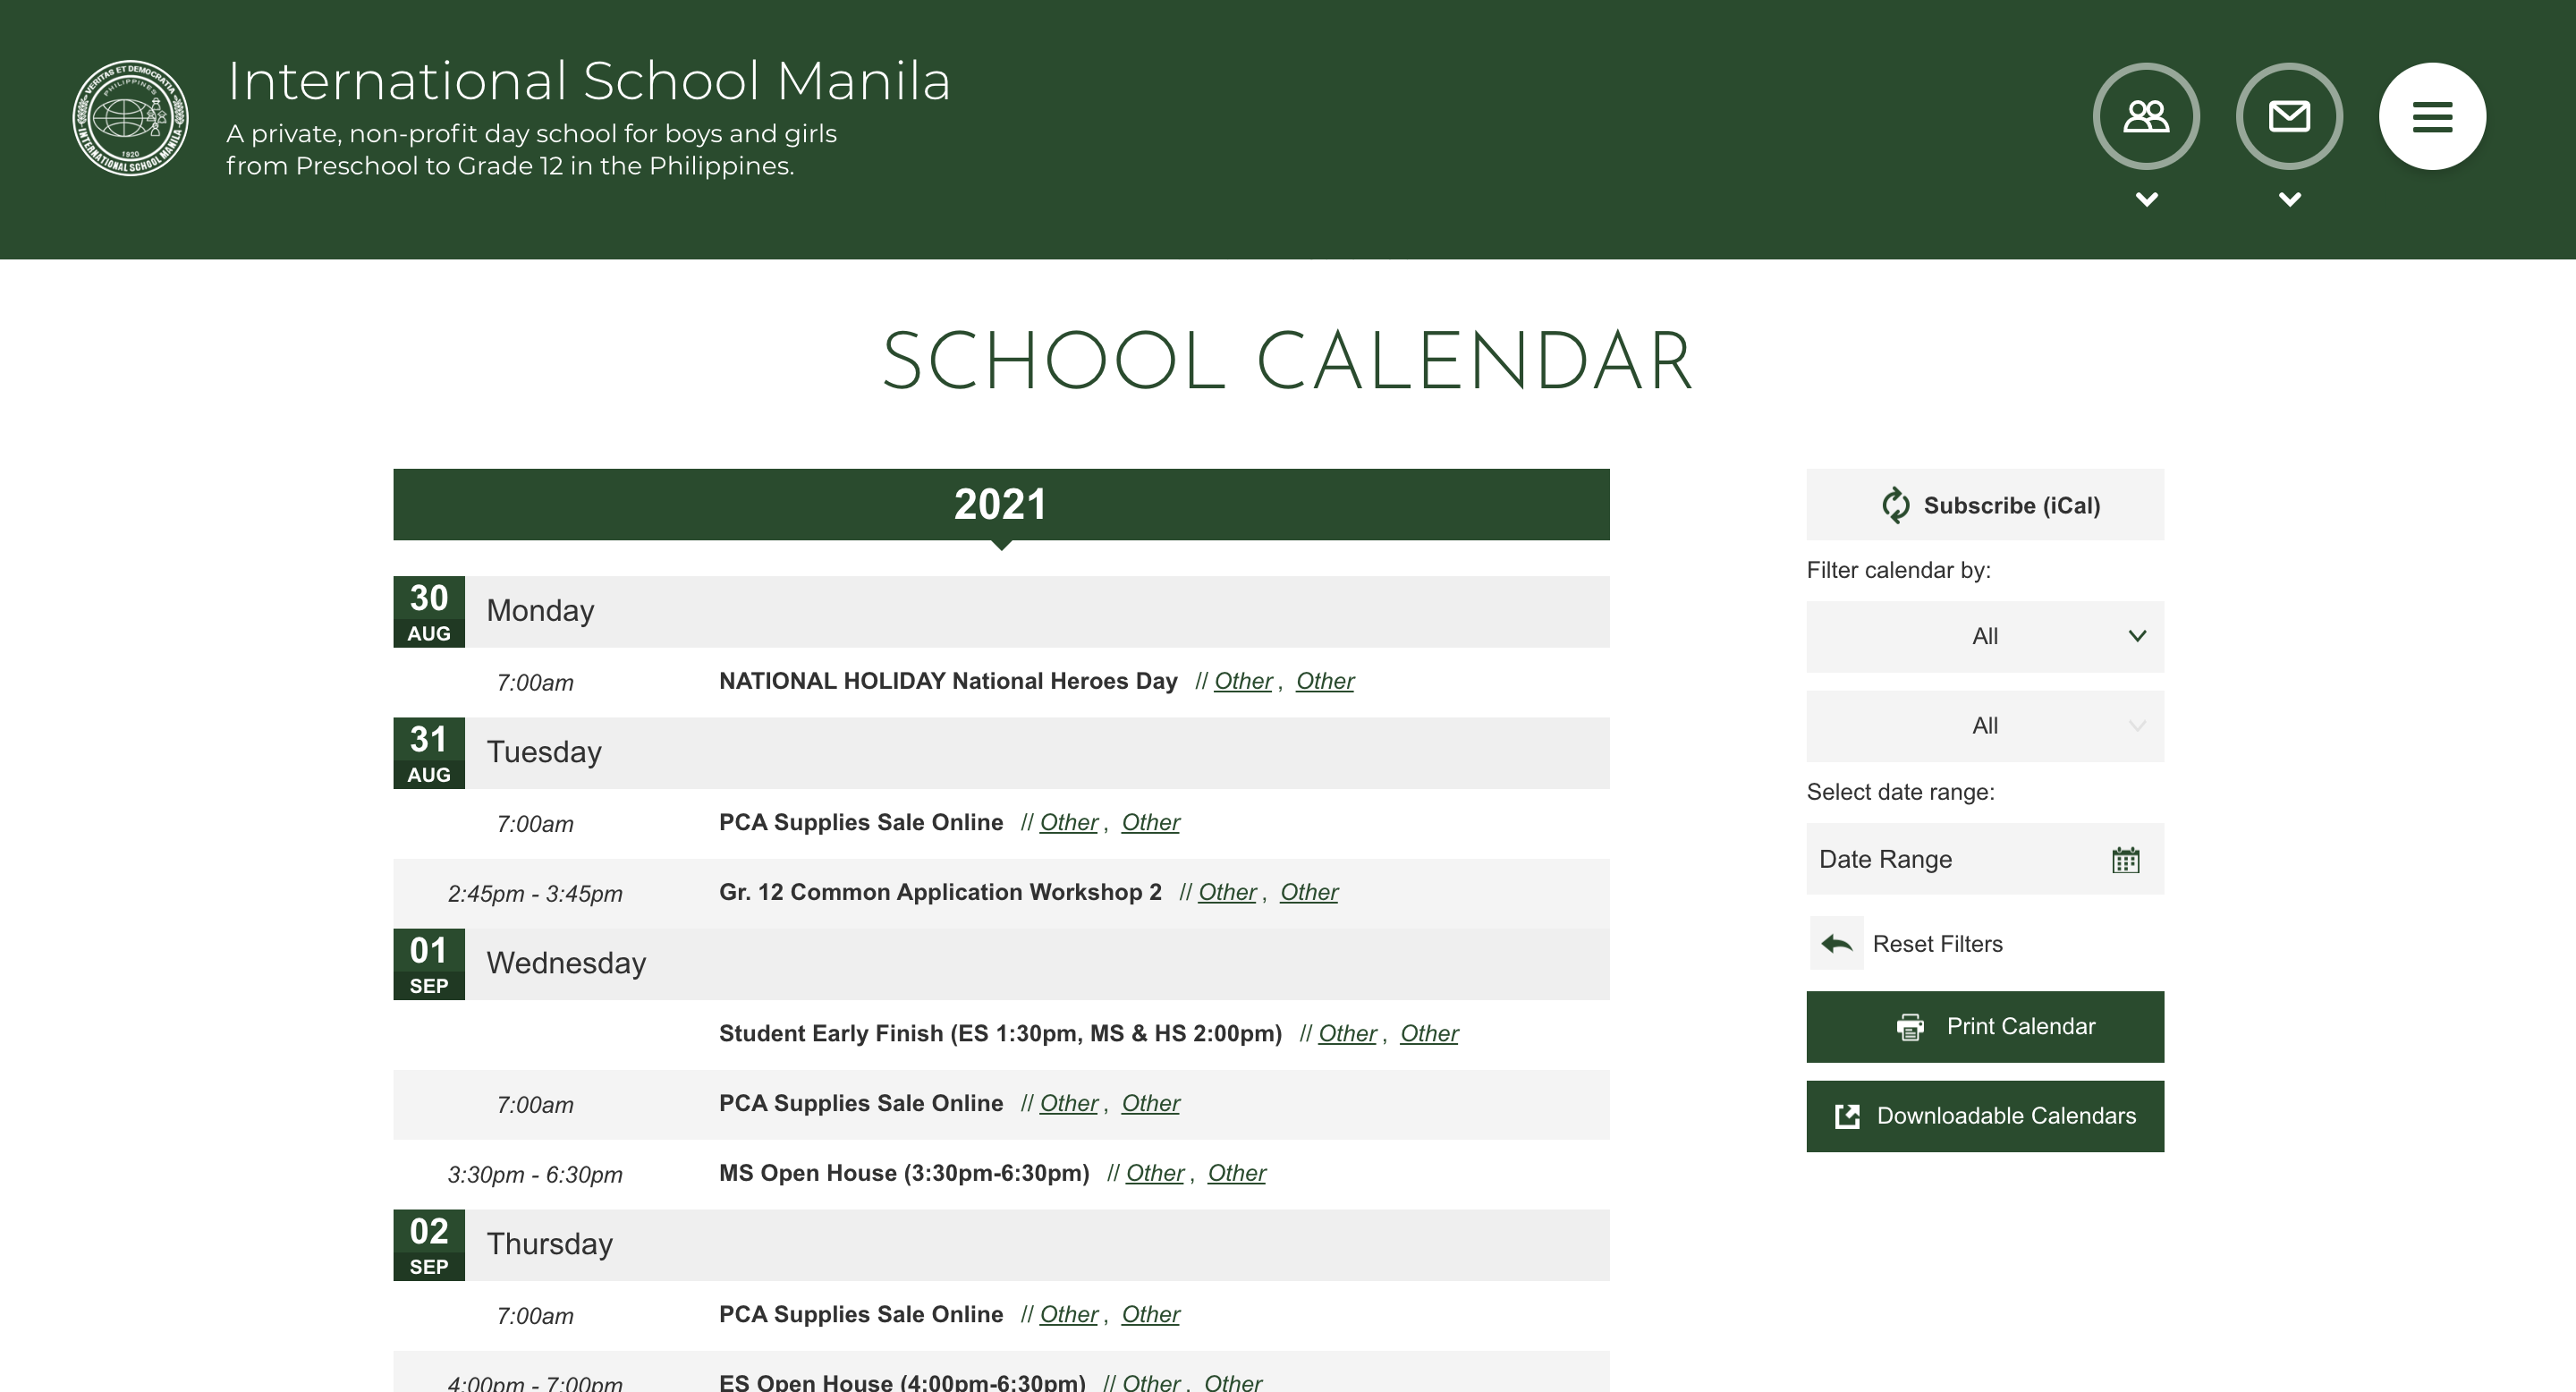 VERITAS ET DEMOCRATIA
PHILIPPINES
1920
INTERNATIONAL SCHOOL MANILA
International School Manila
A private, non-profit day school for boys and girls
from Preschool to Grade 12 in the Philippines.
SCHOOL CALENDAR
2021
30
AUG
Monday
7:00am NATIONAL HOLIDAY National Heroes Day // Other , Other
31
AUG
Tuesday
7:00am PCA Supplies Sale Online // Other , Other
2:45pm - 3:45pm Gr. 12 Common Application Workshop 2 // Other , Other
01
SEP
Wednesday
Student Early Finish (ES 1:30pm, MS & HS 2:00pm) // Other , Other
7:00am PCA Supplies Sale Online // Other , Other
3:30pm - 6:30pm MS Open House (3:30pm-6:30pm) // Other , Other
02
SEP
Thursday
7:00am PCA Supplies Sale Online // Other , Other
4:00pm - 7:00pm ES Open House (4:00pm-6:30pm) // Other , Other
Subscribe (iCal)
Filter calendar by:
All
All
Select date range:
Date Range
Reset Filters
Print Calendar
Downloadable Calendars